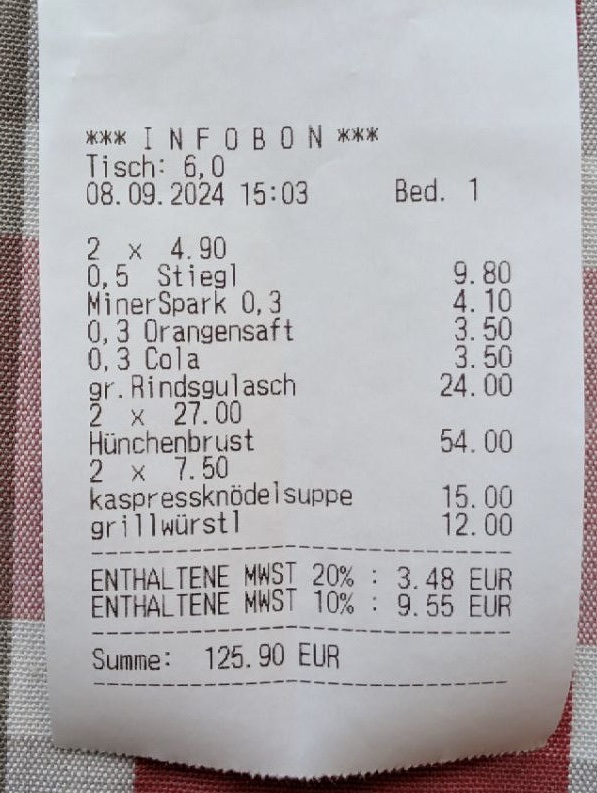 *** I N F O B O N ***
Tisch: 6,0
08.09.2024 15:03 Bed. 1
2 x 4.90
0,5 Stiegl 9.80
MinerSpark 0,3 4.10
0,3 Orangensaft 3.50
0,3 Cola 3.50
gr.Rindsgulasch 24.00
2 x 27.00
Hünchenbrust 54.00
2 x 7.50
kaspressknödelsuppe 15.00
grillwürstl 12.00
ENTHALTENE MWST 20% : 3.48 EUR
ENTHALTENE MWST 10% : 9.55 EUR
Summe: 125.90 EUR